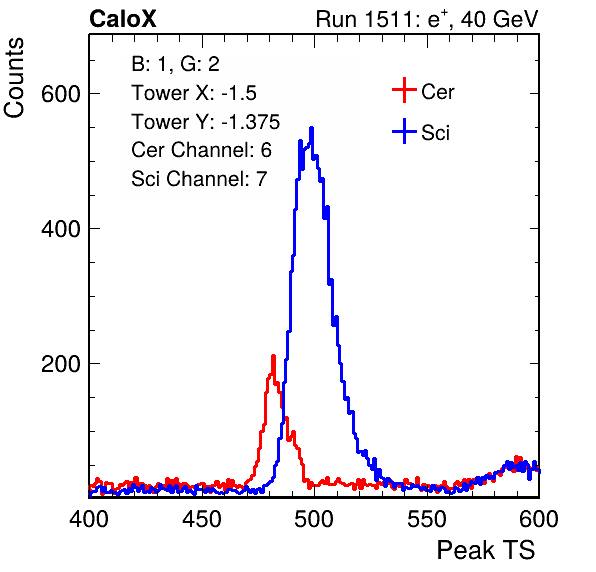 CaloX
Run 1511: e+, 40 GeV
Counts
B: 1, G: 2
Tower X: -1.5
Tower Y: -1.375
Cer Channel: 6
Sci Channel: 7
Cer
Sci
600
400
200
400 450 500 550 600
Peak TS